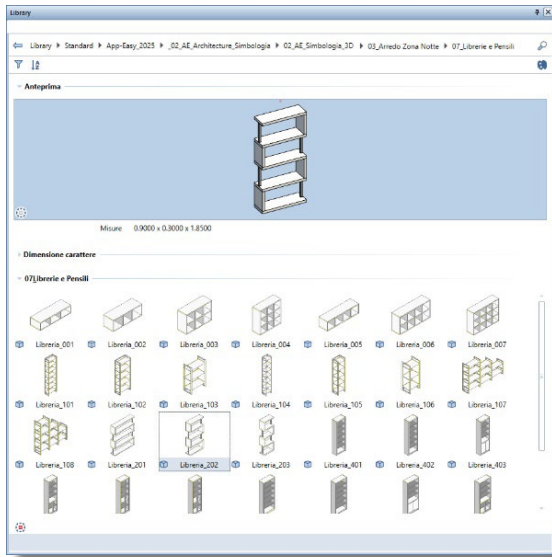 Library
Library Standard App-Easy_2025 _02_AE_Architecture_Simbologia 02_AE_Simbologia_3D 03_Arredo Zona Notte 07_Librerie e Pensili
Anteprima
Misure 0.9000 x 0.3000 x 1.8500
Dimensione carattere
07_Librerie e Pensili
Libreria_001 Libreria_002 Libreria_003 Libreria_004 Libreria_005 Libreria_006 Libreria_007
Libreria_101 Libreria_102 Libreria_103 Libreria_104 Libreria_105 Libreria_106 Libreria_107
Libreria_108 Libreria_201 Libreria_202 Libreria_203 Libreria_401 Libreria_402 Libreria_403